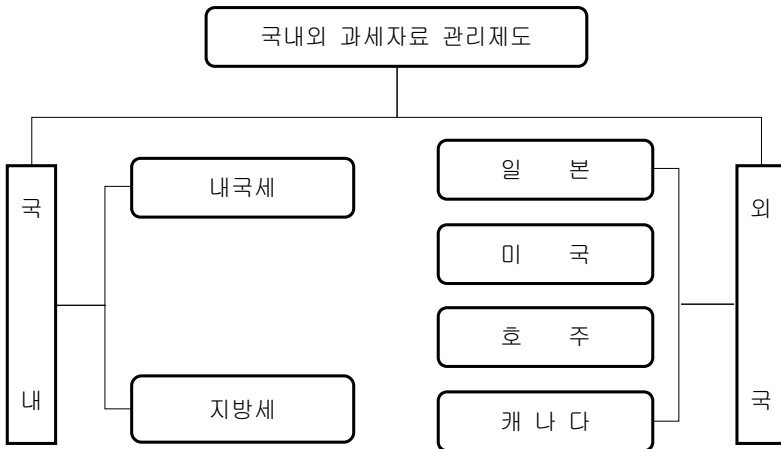 국내외 과세자료 관리제도
국 내
내국세
지방세
일 본
미 국
호 주
캐 나 다
외 국